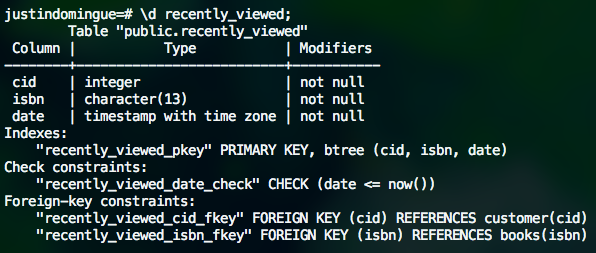 justindomingue=# \d recently_viewed;
Table "public.recently_viewed"
Column | Type | Modifiers
--------+--------------------------+-----------
cid | integer | not null
isbn | character(13) | not null
date | timestamp with time zone | not null
Indexes:
"recently_viewed_pkey" PRIMARY KEY, btree (cid, isbn, date)
Check constraints:
"recently_viewed_date_check" CHECK (date <= now())
Foreign-key constraints:
"recently_viewed_cid_fkey" FOREIGN KEY (cid) REFERENCES customer(cid)
"recently_viewed_isbn_fkey" FOREIGN KEY (isbn) REFERENCES books(isbn)